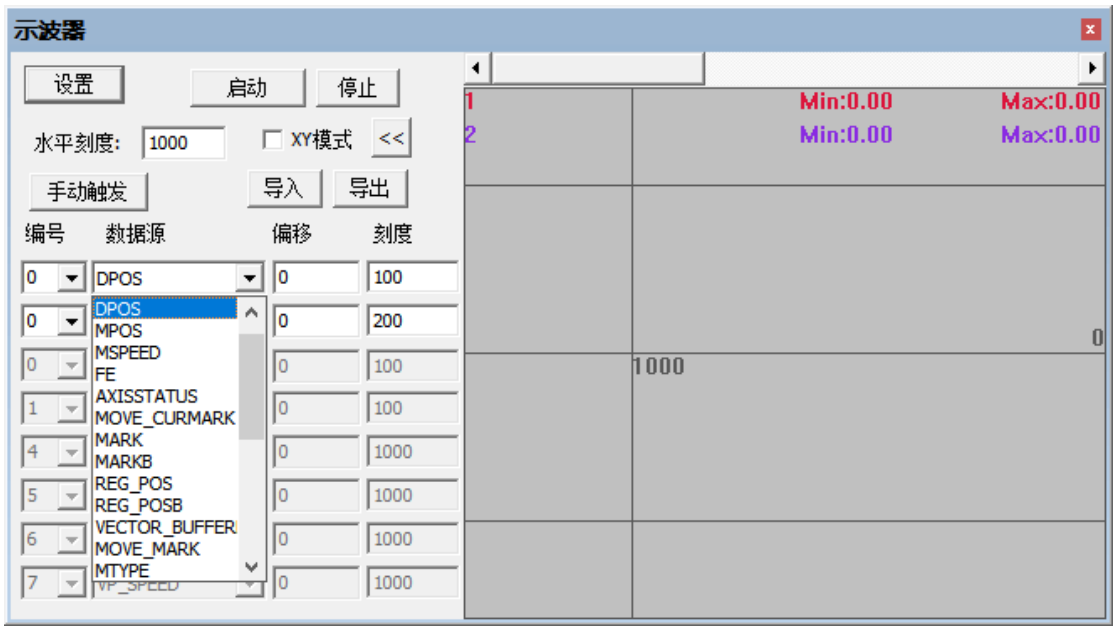 示波器
设置 启动 停止
水平刻度: 1000 XY模式 <<
手动触发 导入 导出
编号 数据源 偏移 刻度
0 DPOS 0 100
0 0 200
0 0 100
1 0 100
4 0 1000
5 0 1000
6 0 1000
7 VP_SPEED 0 1000
DPOS
MPOS
MSPEED
FE
AXISSTATUS
MOVE_CURMARK
MARK
MARKB
REG_POS
REG_POSB
VECTOR_BUFFER
MOVE_MARK
MTYPE
1 Min:0.00 Max:0.00
2 Min:0.00 Max:0.00
0
1000